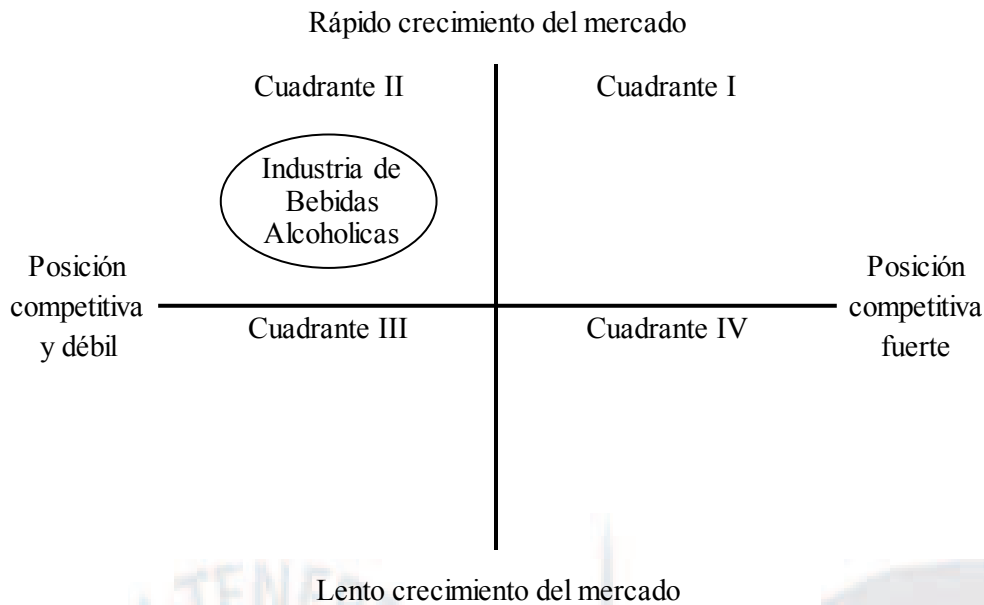 Rápido crecimiento del mercado
Cuadrante II
Cuadrante I
Industria de
Bebidas
Alcoholicas
Posición
competitiva
y débil
Posición
competitiva
fuerte
Cuadrante III
Cuadrante IV
Lento crecimiento del mercado